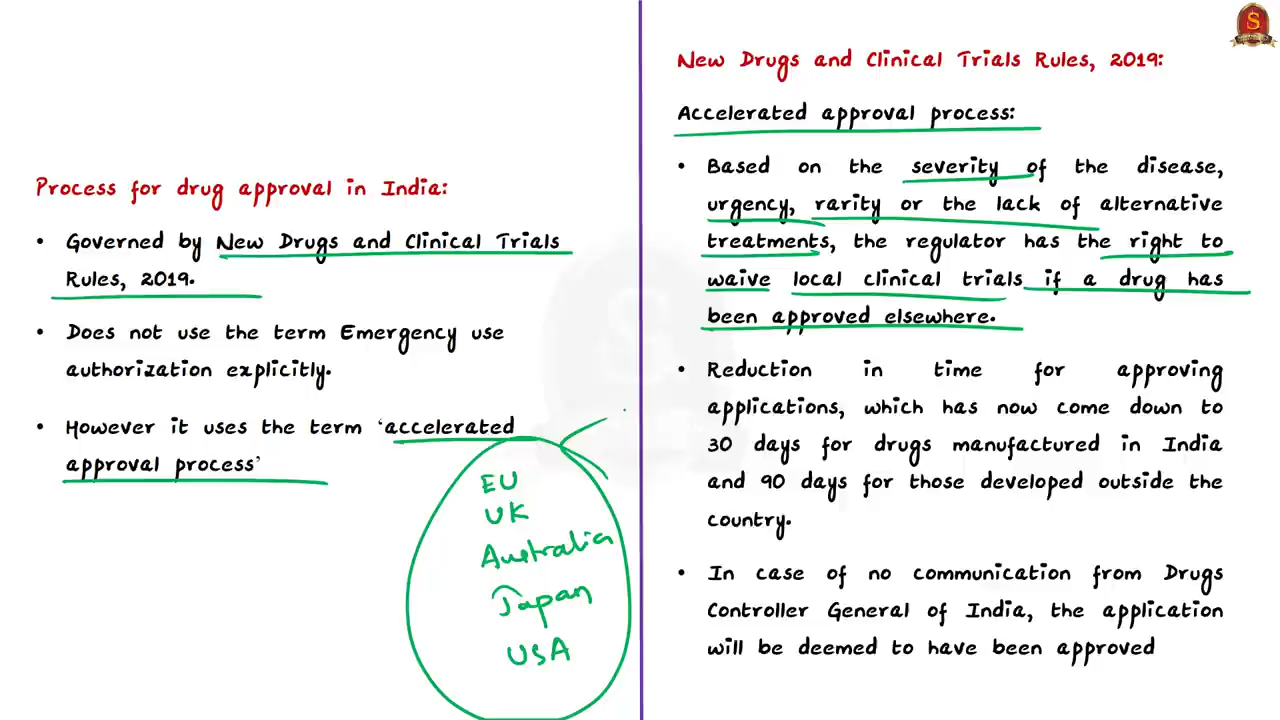 Process for drug approval in India:
• Governed by New Drugs and Clinical Trials
Rules, 2019.
• Does not use the term Emergency use
authorization explicitly.
• However it uses the term ‘accelerated
approval process’
EU
UK
Australia
Japan
USA
S
New Drugs and Clinical Trials Rules, 2019:
Accelerated approval process:
• Based on the severity of the disease,
urgency, rarity or the lack of alternative
treatments, the regulator has the right to
waive local clinical trials if a drug has
been approved elsewhere.
• Reduction in time for approving
applications, which has now come down to
30 days for drugs manufactured in India
and 90 days for those developed outside the
country.
• In case of no communication from Drugs
Controller General of India, the application
will be deemed to have been approved